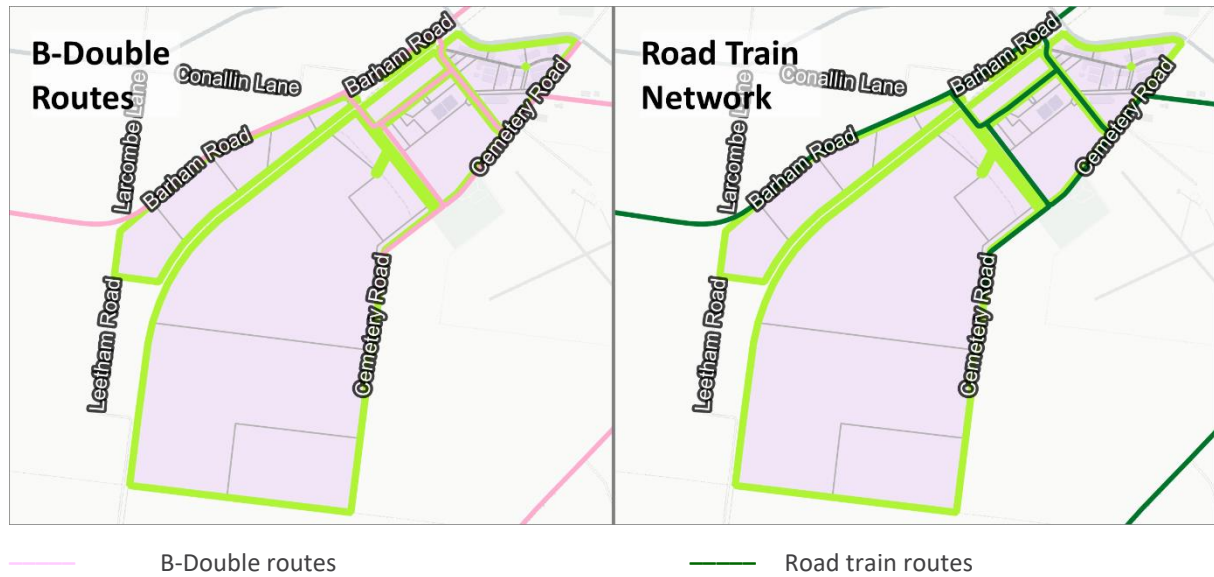 B-Double
Routes
Conallin Lane
Barham Road
Larcombe Lane
Barham Road
Cemetery Road
Leetham Road
Cemetery Road
Road Train
Network
Conallin Lane
Barham Road
Larcombe Lane
Barham Road
Cemetery Road
Leetham Road
Cemetery Road
B-Double routes
Road train routes